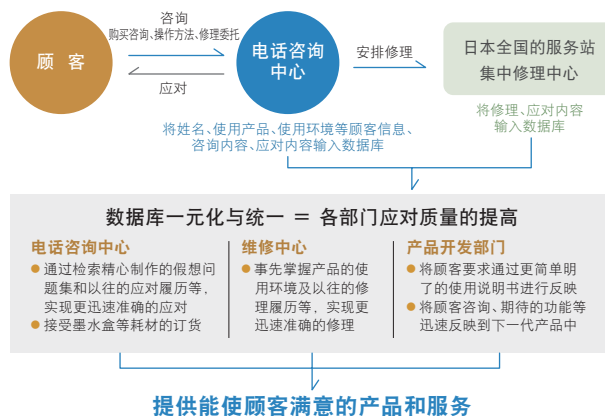 咨询
购买咨询、操作方法、修理委托
顾 客
应对
电话咨询
中心
安排修理
日本全国的服务站
集中修理中心
将姓名、使用产品、使用环境等顾客信息、
咨询内容、应对内容输入数据库
将修理、应对内容
输入数据库
数据库一元化与统一 = 各部门应对质量的提高
电话咨询中心
● 通过检索精心制作的假想问
题集和以往的应对履历等,
实现更迅速准确的应对
● 接受墨水盒等耗材的订货
维修中心
● 事先掌握产品的使
用环境及以往的修
理履历等,实现更
迅速准确的修理
产品开发部门
● 将顾客要求通过更简单明
了的使用说明书进行反映
● 将顾客咨询、期待的功能等
迅速反映到下一代产品中
提供能使顾客满意的产品和服务